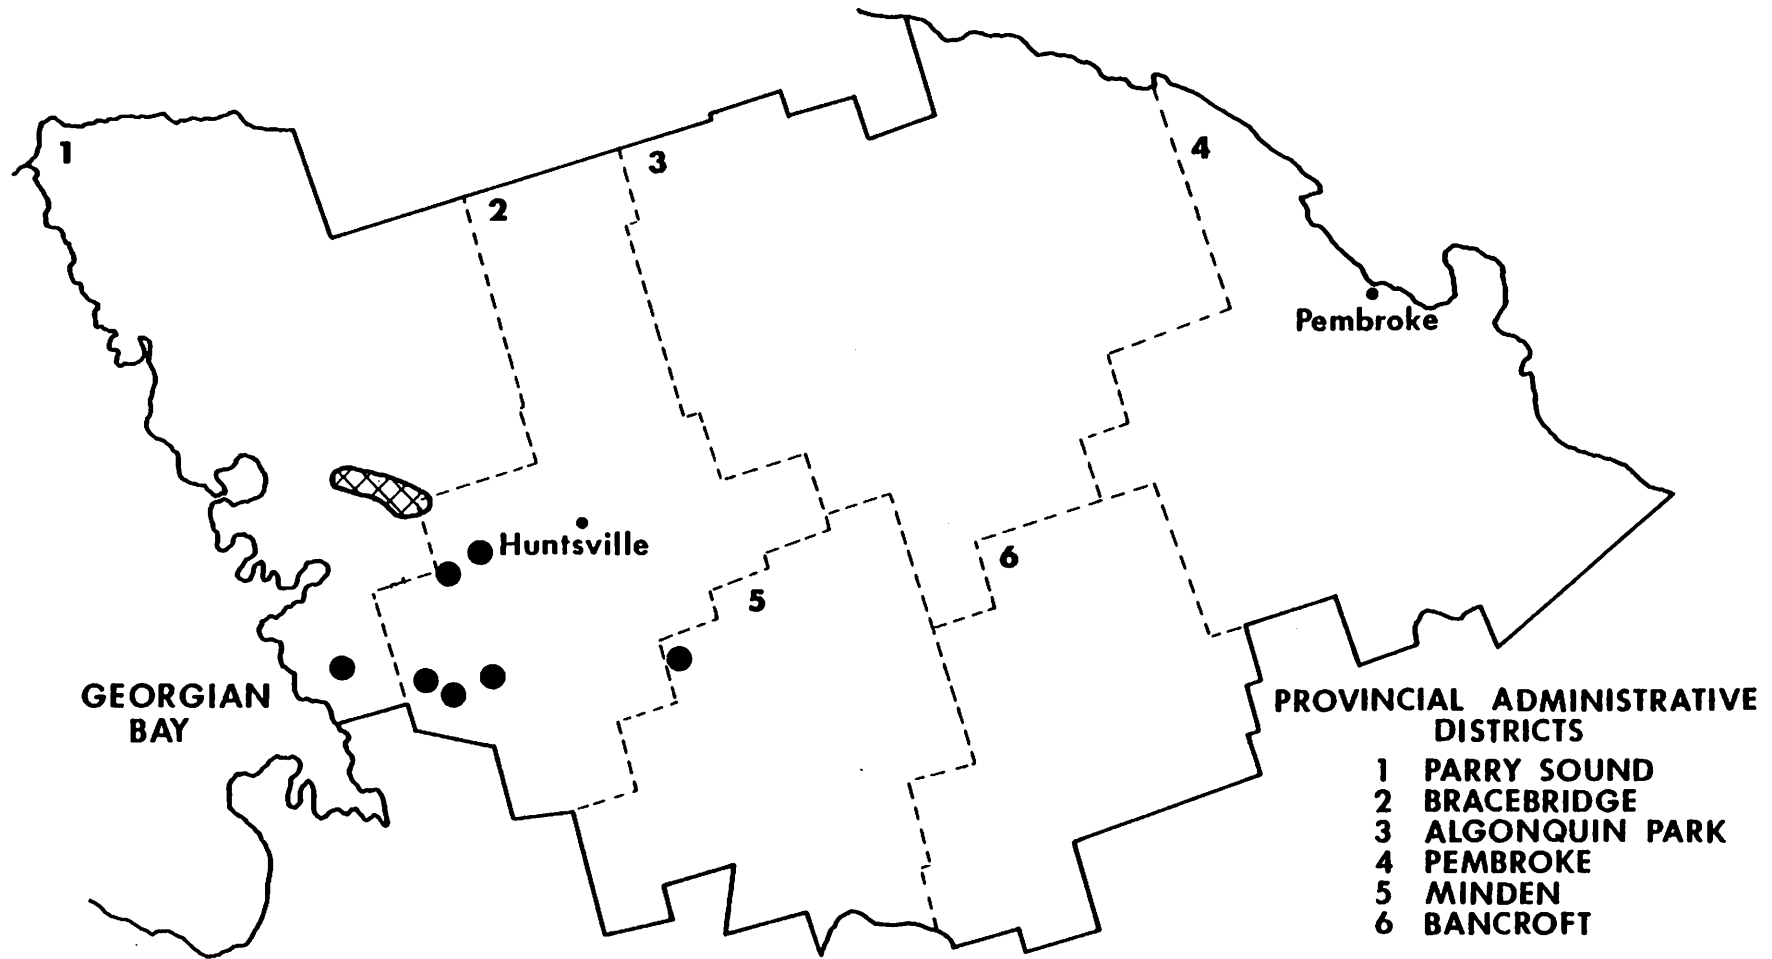 1
2
3
4
Pembroke
Huntsville
5
6
GEORGIAN
BAY
PROVINCIAL ADMINISTRATIVE
DISTRICTS
1 PARRY SOUND
2 BRACEBRIDGE
3 ALGONQUIN PARK
4 PEMBROKE
5 MINDEN
6 BANCROFT